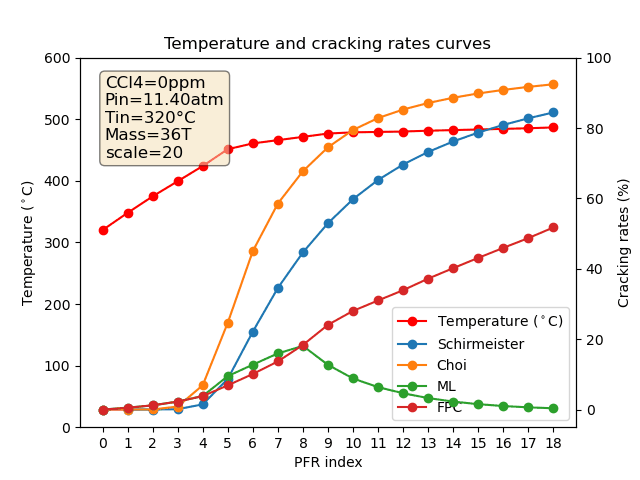 Temperature and cracking rates curves
CCl4=0ppm
Pin=11.40atm
Tin=320°C
Mass=36T
scale=20
Temperature (°C)
600
500
400
300
200
100
0
100
80
60
40
20
0
Cracking rates (%)
Temperature (°C)
Schirmeister
Choi
ML
FPC
0 1 2 3 4 5 6 7 8 9 10 11 12 13 14 15 16 17 18
PFR index